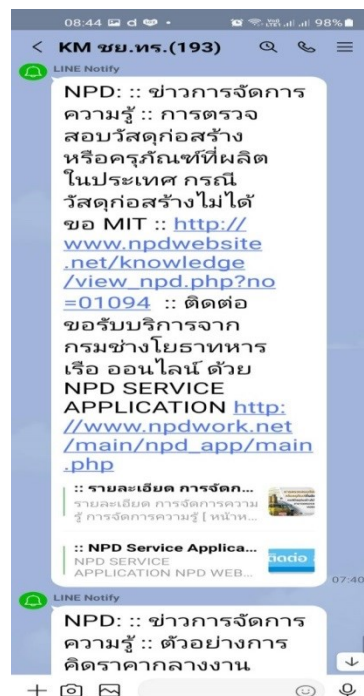 08:44
98%
KM ชย.ทร.(193)
LINE Notify
NPD: :: ข่าวการจัดการ
ความรู้ :: การตรวจ
สอบวัสดุก่อสร้าง
หรือครุภัณฑ์ที่ผลิต
ในประเทศ กรณี
วัสดุก่อสร้างไม่ได้
ขอ MIT :: http://
www.npdwebsite
.net/knowledge
/view_npd.php?no
=01094 :: ติดต่อ
ขอรับบริการจาก
กรมช่างโยธาทหาร
เรือ ออนไลน์ ด้วย
NPD SERVICE
APPLICATION http:
//www.npdwork.net
/main/npd_app/main
.php
:: รายละเอียด การจัดก...
รายละเอียด การจัดการความ
รู้ การจัดการความรู้ [ หน้าห...
:: NPD Service Applica...
NPD SERVICE
APPLICATION NPD WEB...
ติดต่อ
07:40
LINE Notify
NPD: :: ข่าวการจัดการ
ความรู้ :: ตัวอย่างการ
คิดราคากลางงาน